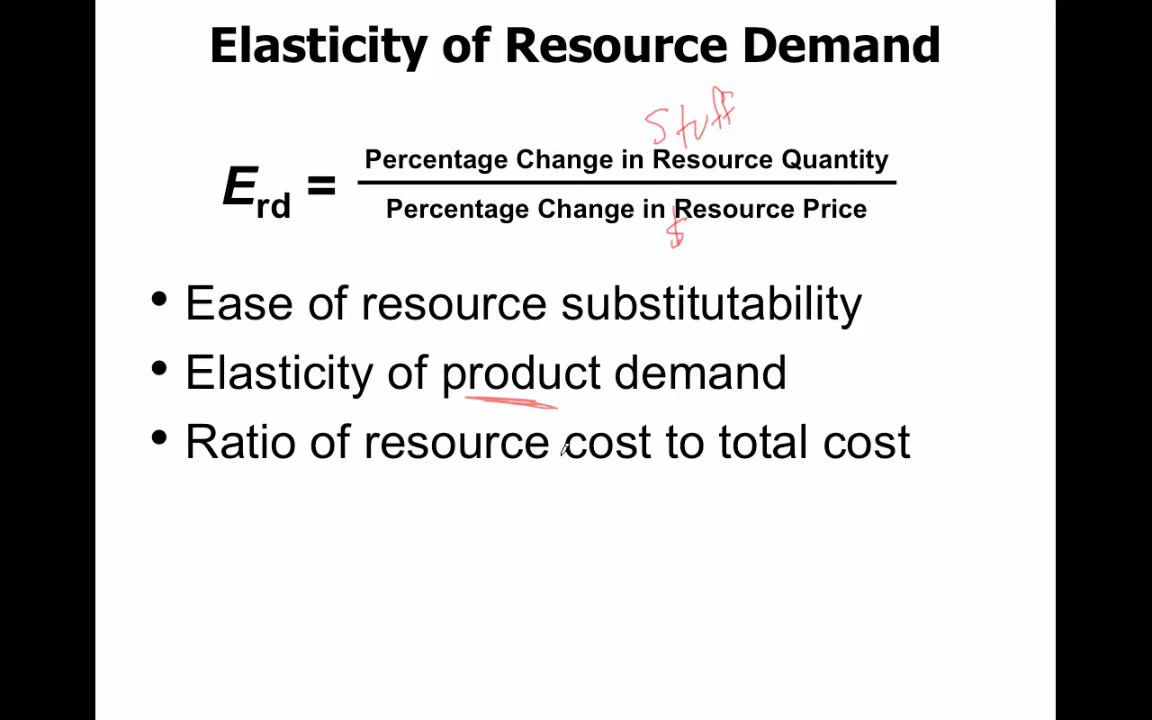 Elasticity of Resource Demand
Stuff
Percentage Change in Resource Quantity
Erd =
Percentage Change in Resource Price
$
• Ease of resource substitutability
• Elasticity of product demand
• Ratio of resource cost to total cost